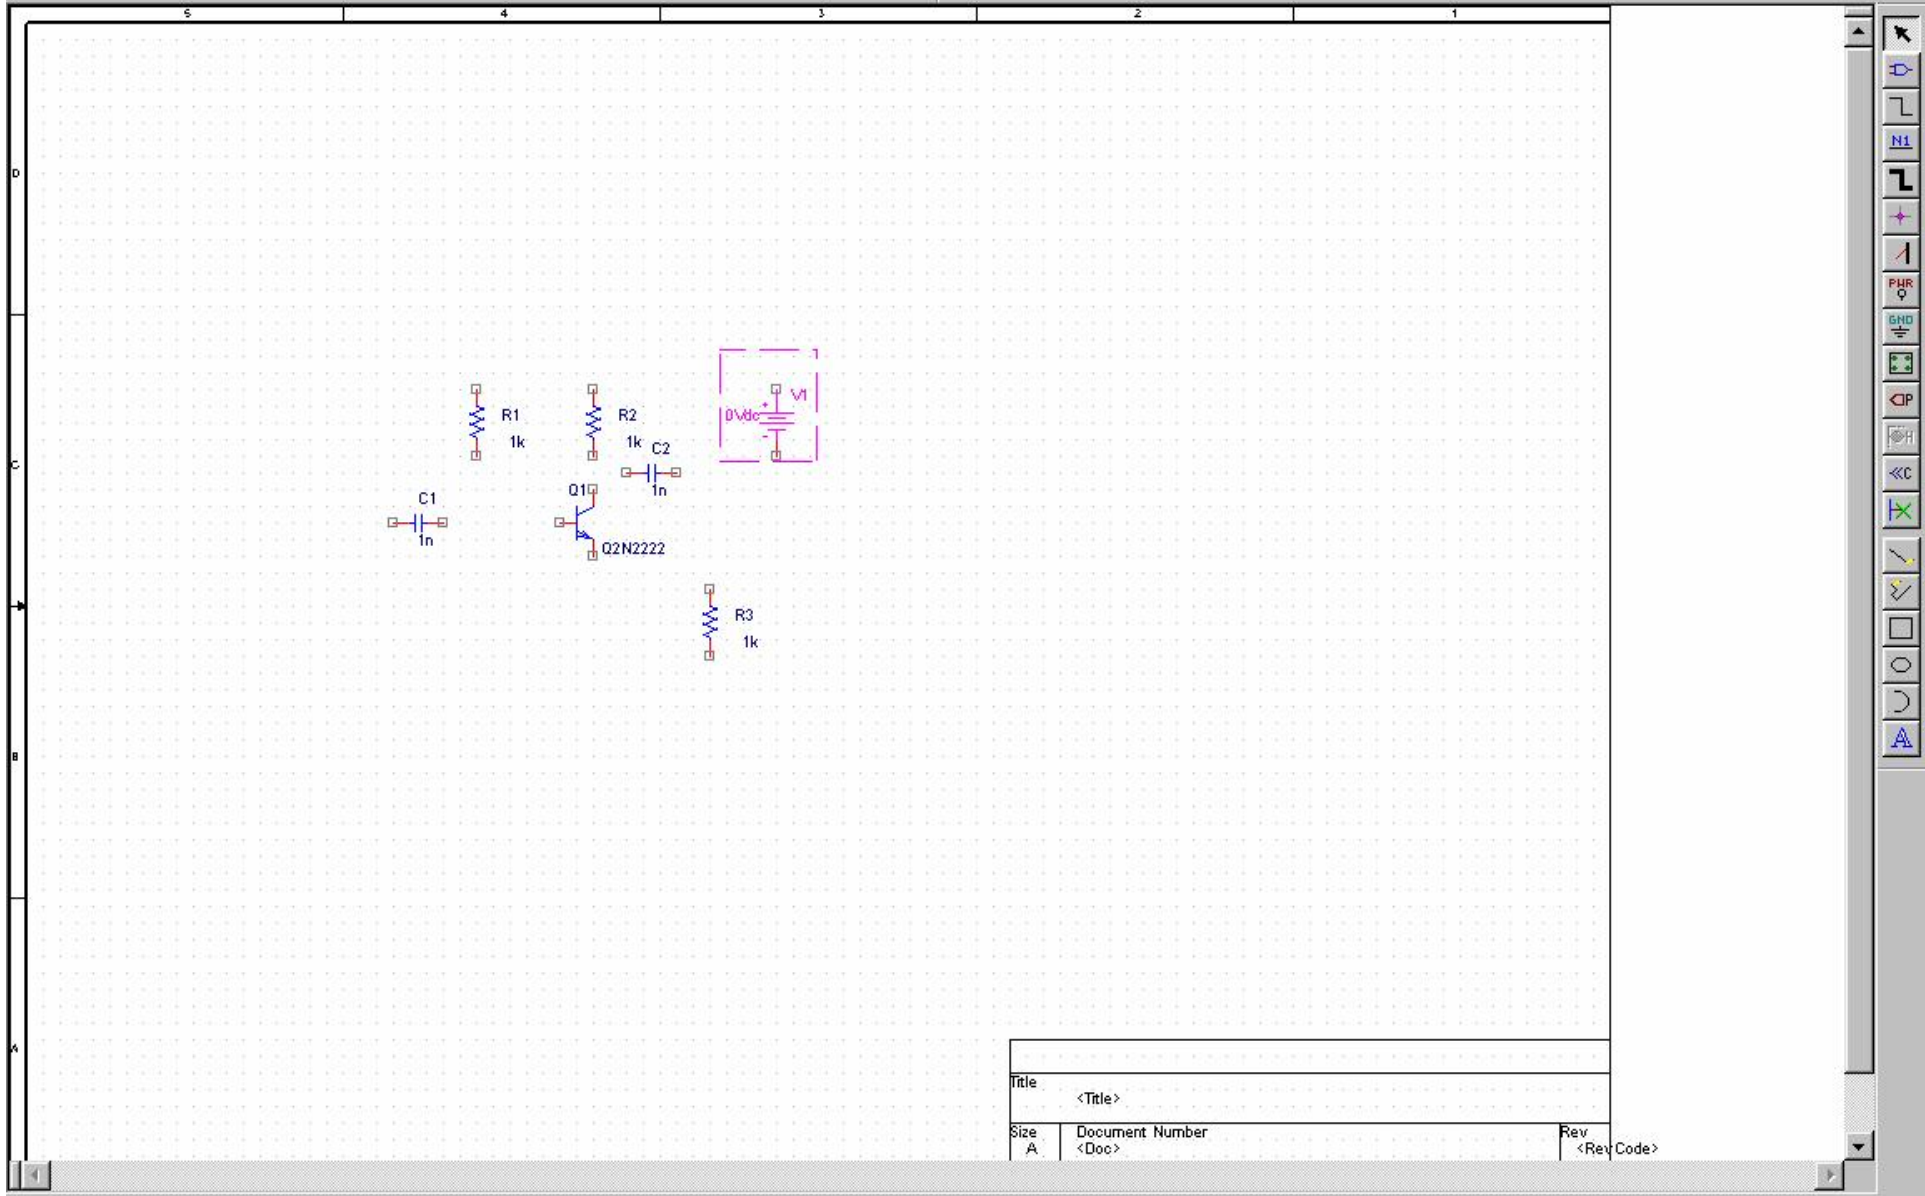 5 4 3 2 1
D
C
B
A
R1
1k
R2
1k
C2
1n
0Vdc
V1
C1
1n
Q1
Q2N2222
R3
1k
Title
<Title>
Size
A
Document Number
<Doc>
Rev
<RevCode>
N1
PWR
GND
P
H
<<C
A